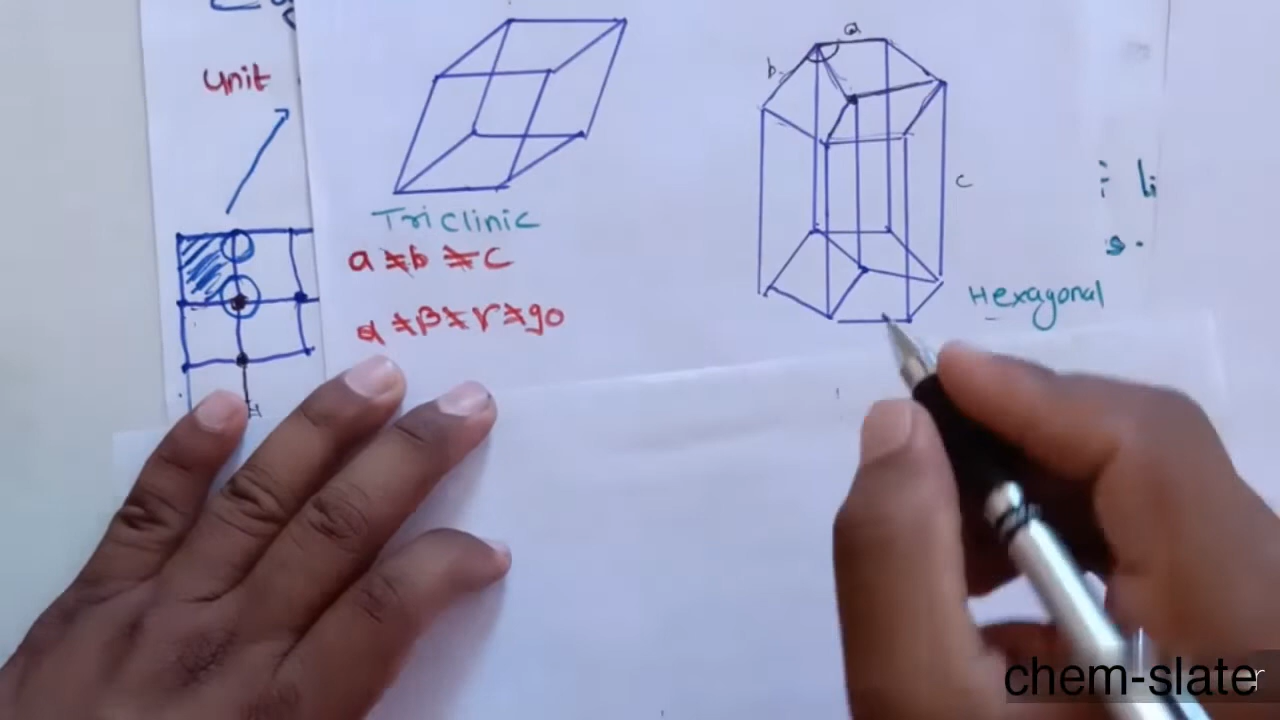 unit
Triclinic
a ≠ b ≠ c
α ≠ β ≠ γ ≠ 90
a
b
c
Hexagonal
chem-slate